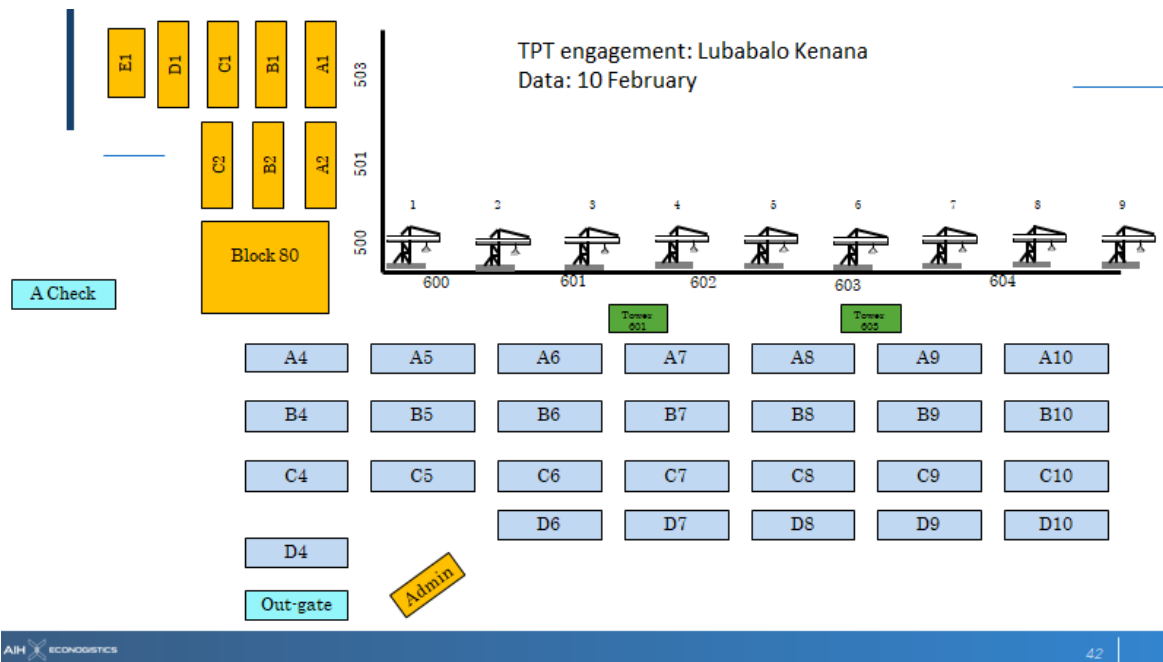 TPT engagement: Lubabalo Kenana
Data: 10 February
E1
D1
C1
B1
A1
503
C2
B2
A2
501
Block 80
500
A Check
1
2
3
4
5
6
7
8
9
600
601
602
603
604
Tower
601
Tower
603
A4
A5
A6
A7
A8
A9
A10
B4
B5
B6
B7
B8
B9
B10
C4
C5
C6
C7
C8
C9
C10
D6
D7
D8
D9
D10
D4
Admin
Out-gate
AIH ECONOGISTICS
42